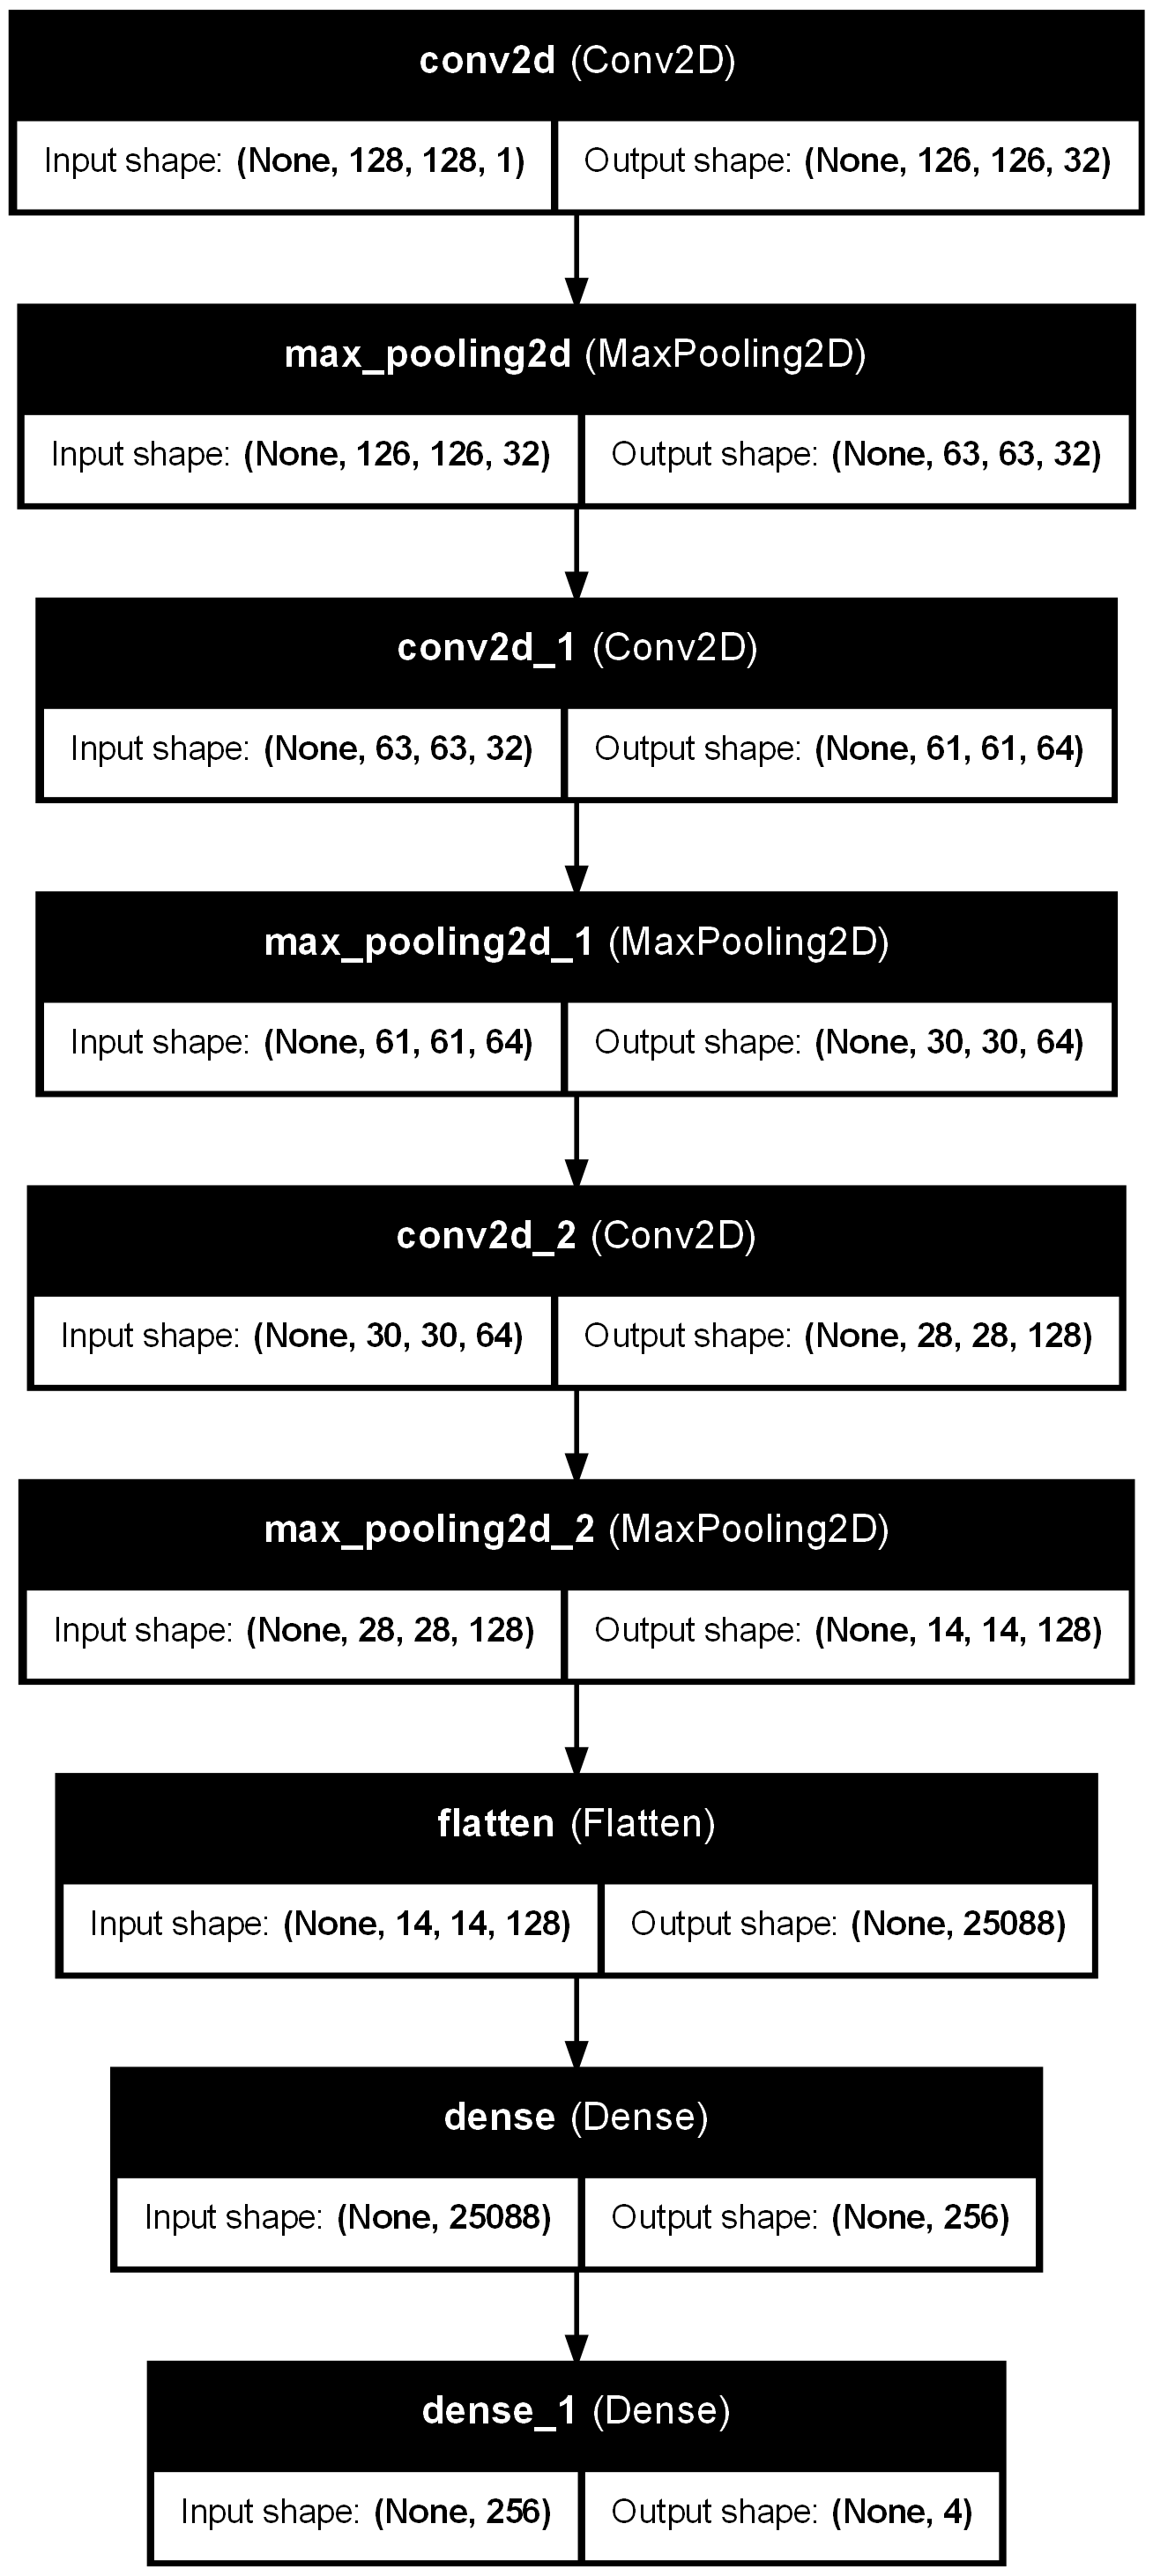 conv2d (Conv2D)
Input shape: (None, 128, 128, 1) Output shape: (None, 126, 126, 32)
max_pooling2d (MaxPooling2D)
Input shape: (None, 126, 126, 32) Output shape: (None, 63, 63, 32)
conv2d_1 (Conv2D)
Input shape: (None, 63, 63, 32) Output shape: (None, 61, 61, 64)
max_pooling2d_1 (MaxPooling2D)
Input shape: (None, 61, 61, 64) Output shape: (None, 30, 30, 64)
conv2d_2 (Conv2D)
Input shape: (None, 30, 30, 64) Output shape: (None, 28, 28, 128)
max_pooling2d_2 (MaxPooling2D)
Input shape: (None, 28, 28, 128) Output shape: (None, 14, 14, 128)
flatten (Flatten)
Input shape: (None, 14, 14, 128) Output shape: (None, 25088)
dense (Dense)
Input shape: (None, 25088) Output shape: (None, 256)
dense_1 (Dense)
Input shape: (None, 256) Output shape: (None, 4)